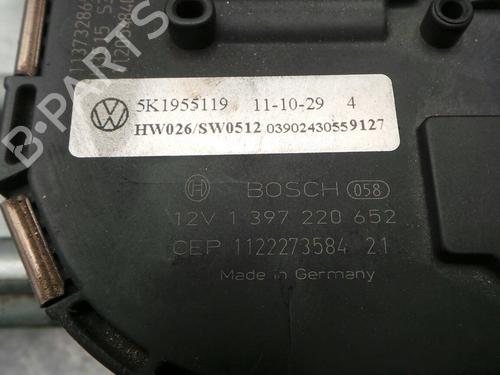 B-PARTS
5K1955119 11-10-29 4
HW026/SW0512 03902430559127
BOSCH 058
12V 1 397 220 652
CEP 1122273584 21
Made in Germany